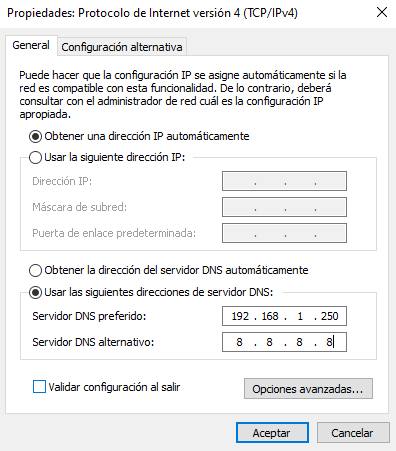 Propiedades: Protocolo de Internet versión 4 (TCP/IPv4)
General Configuración alternativa
Puede hacer que la configuración IP se asigne automáticamente si la
red es compatible con esta funcionalidad. De lo contrario, deberá
consultar con el administrador de red cuál es la configuración IP
apropiada.
Obtener una dirección IP automáticamente
Usar la siguiente dirección IP:
Dirección IP: . . .
Máscara de subred: . . .
Puerta de enlace predeterminada: . . .
Obtener la dirección del servidor DNS automáticamente
Usar las siguientes direcciones de servidor DNS:
Servidor DNS preferido: 192 . 168 . 1 . 250
Servidor DNS alternativo: 8 . 8 . 8 . 8
Validar configuración al salir Opciones avanzadas...
Aceptar Cancelar